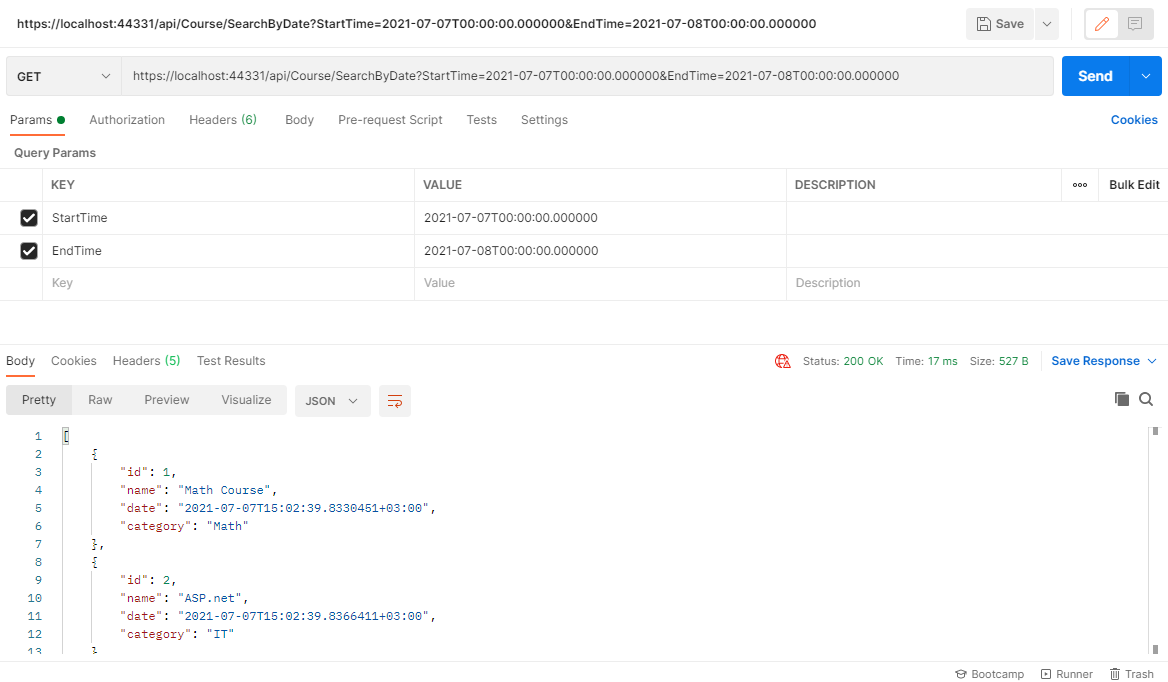 https://localhost:44331/api/Course/SearchByDate?StartTime=2021-07-07T00:00:00.000000&EndTime=2021-07-08T00:00:00.000000 Save
GET https://localhost:44331/api/Course/SearchByDate?StartTime=2021-07-07T00:00:00.000000&EndTime=2021-07-08T00:00:00.000000 Send
Params Authorization Headers (6) Body Pre-request Script Tests Settings Cookies
Query Params
KEY VALUE DESCRIPTION ooo Bulk Edit
StartTime 2021-07-07T00:00:00.000000
EndTime 2021-07-08T00:00:00.000000
Key Value Description
Body Cookies Headers (5) Test Results Status: 200 OK Time: 17 ms Size: 527 B Save Response
Pretty Raw Preview Visualize JSON
1 [
2 {
3 "id": 1,
4 "name": "Math Course",
5 "date": "2021-07-07T15:02:39.8330451+03:00",
6 "category": "Math"
7 },
8 {
9 "id": 2,
10 "name": "ASP.net",
11 "date": "2021-07-07T15:02:39.8366411+03:00",
12 "category": "IT"
13 }
Bootcamp Runner Trash